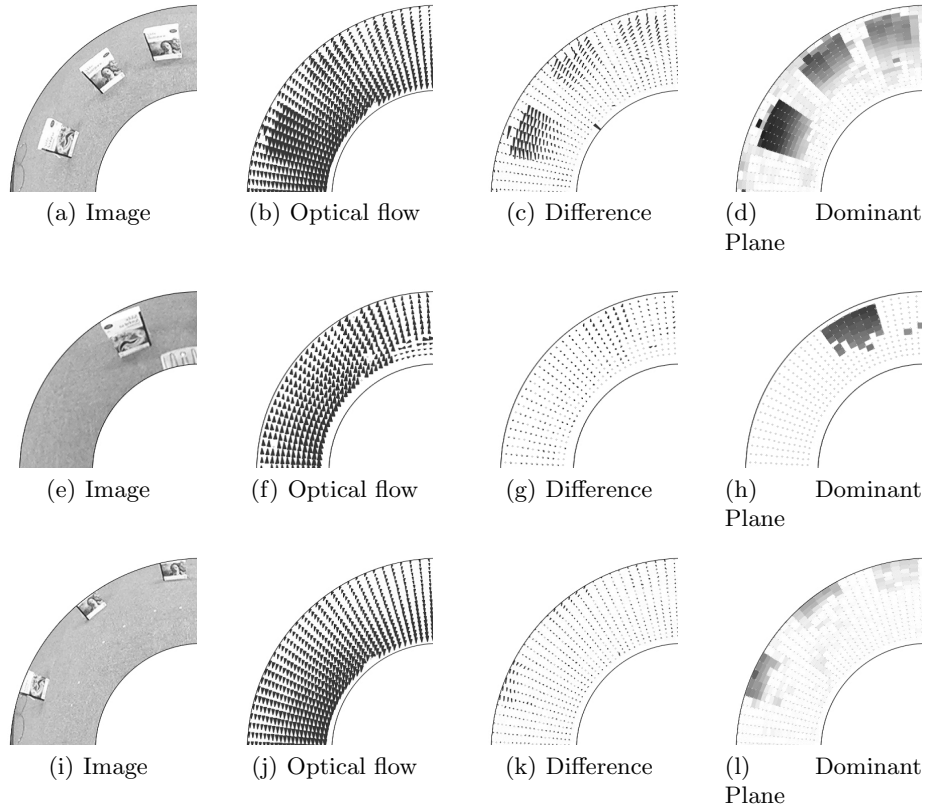 (a) Image
(b) Optical flow
(c) Difference
(d) Dominant
Plane
(e) Image
(f) Optical flow
(g) Difference
(h) Dominant
Plane
(i) Image
(j) Optical flow
(k) Difference
(l) Dominant
Plane